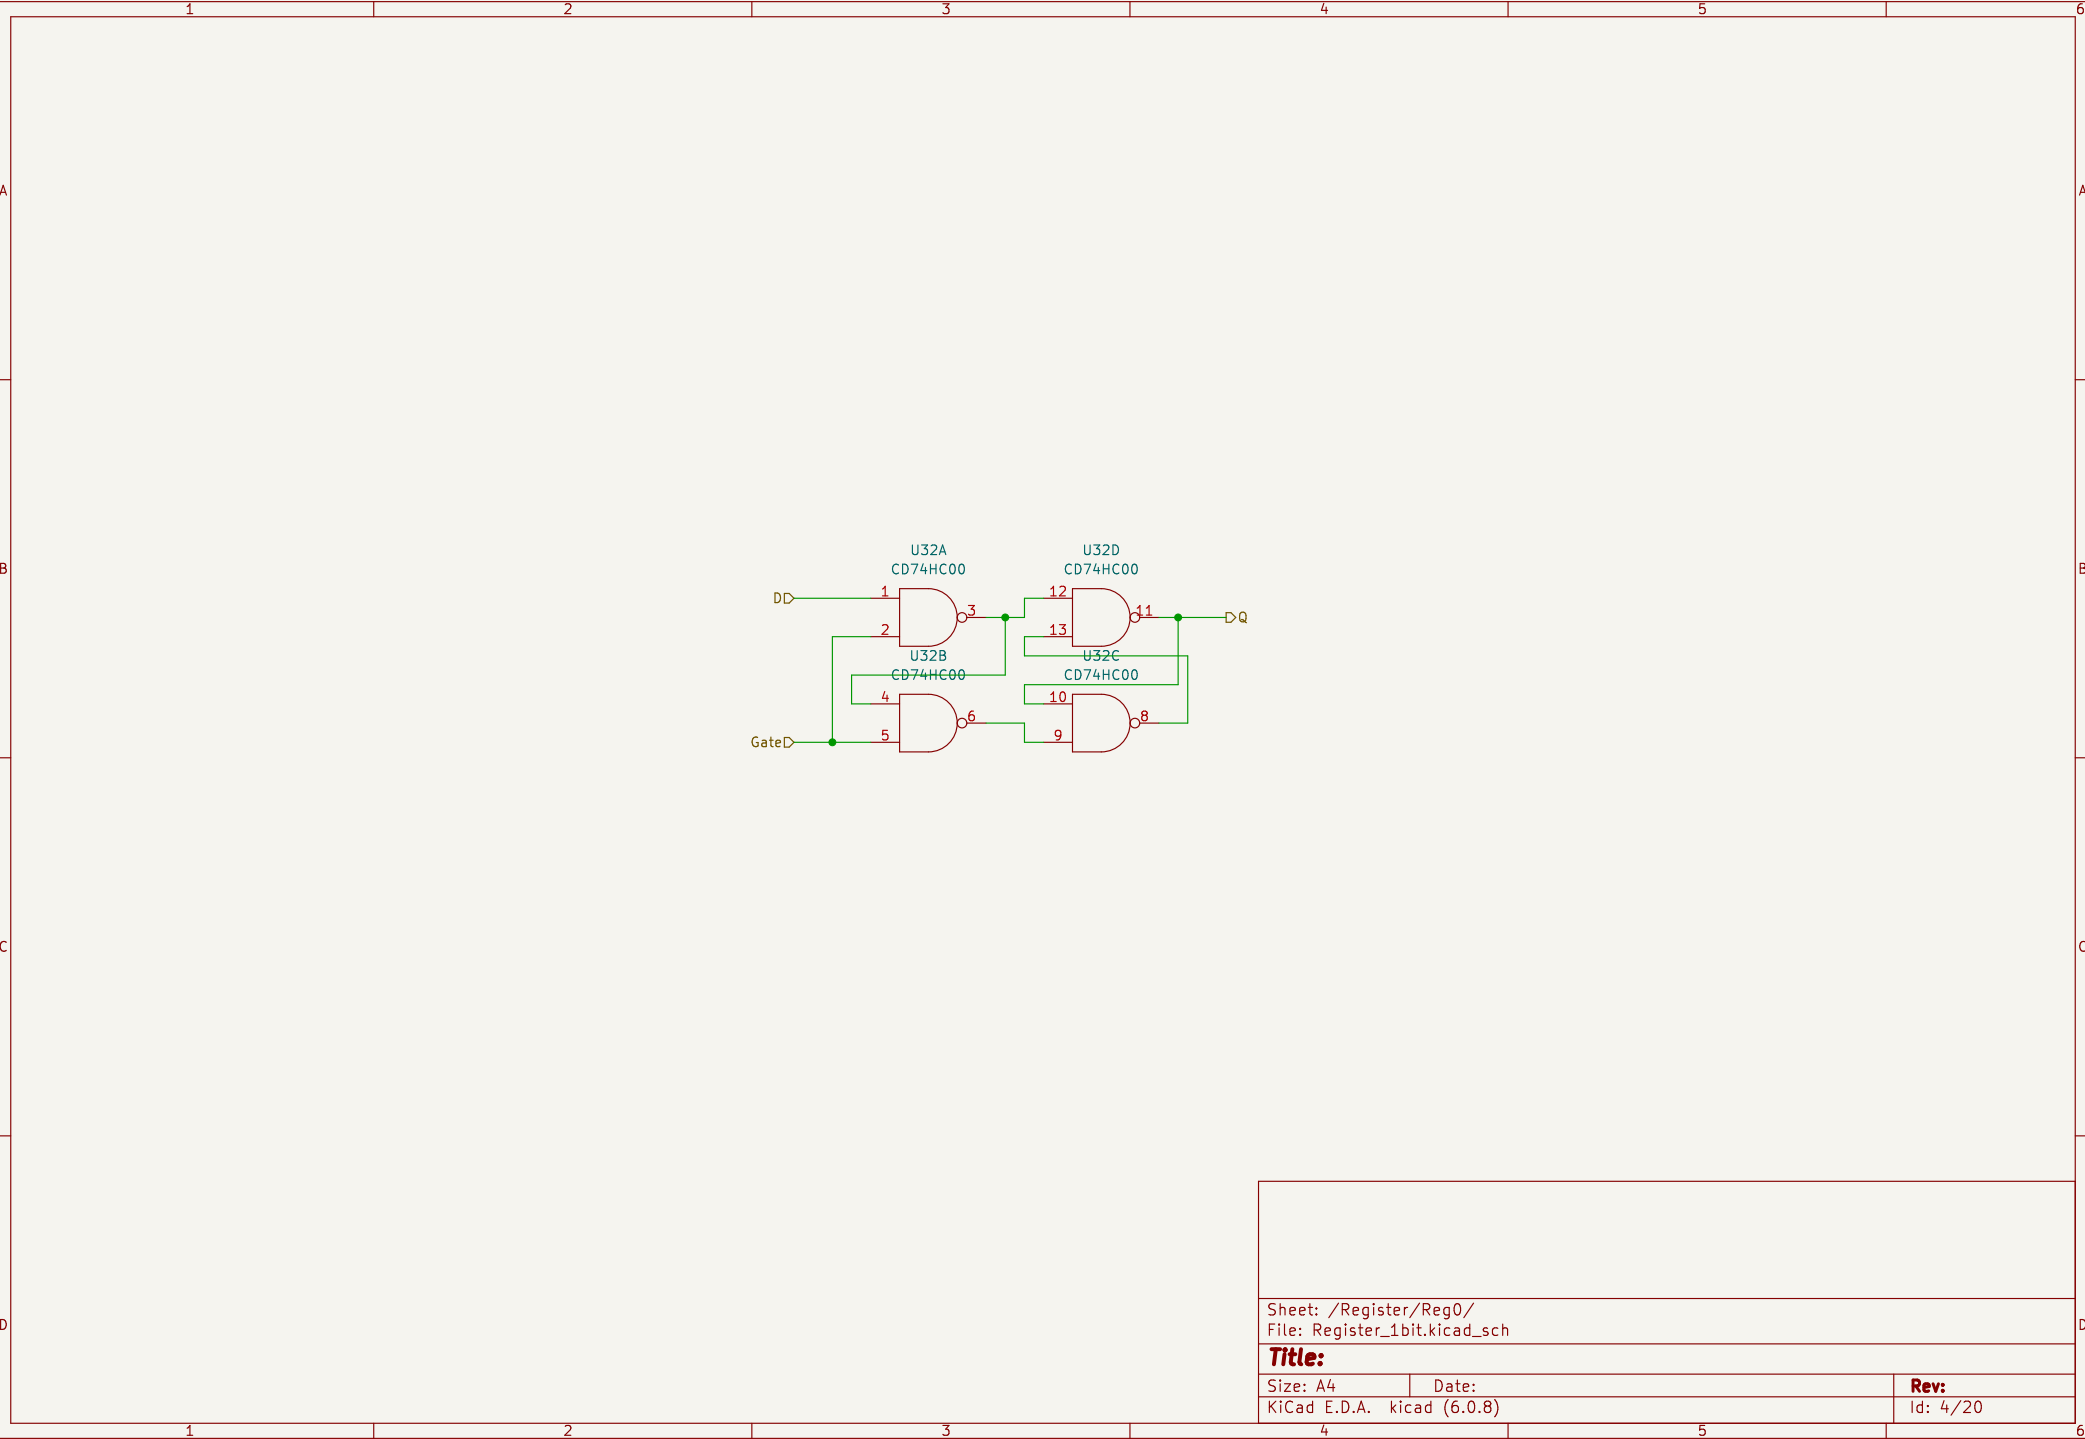 1 2 3 4 5 6
A A
U32A U32D
CD74HC00 CD74HC00
B B
D 1 3 12 11 Q
2 13
U32B U32C
CD74HC00 CD74HC00
4 6 10 8
Gate 5 9
C C
Sheet: /Register/Reg0/
D D
File: Register_1bit.kicad_sch
Title:
Size: A4 Date: Rev:
KiCad E.D.A. kicad (6.0.8) Id: 4/20
1 2 3 4 5 6